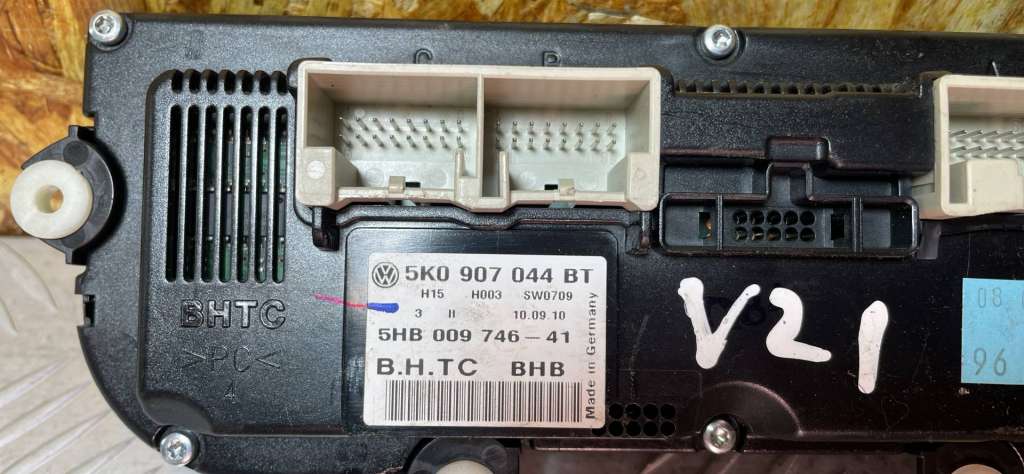 C P
5K0 907 044 BT
H15 H003 SW0709
3 II 10.09.10
5HB 009 746-41
B.H.TC BHB
Made in Germany
BHTC
>PC<
4
V21
08.
96